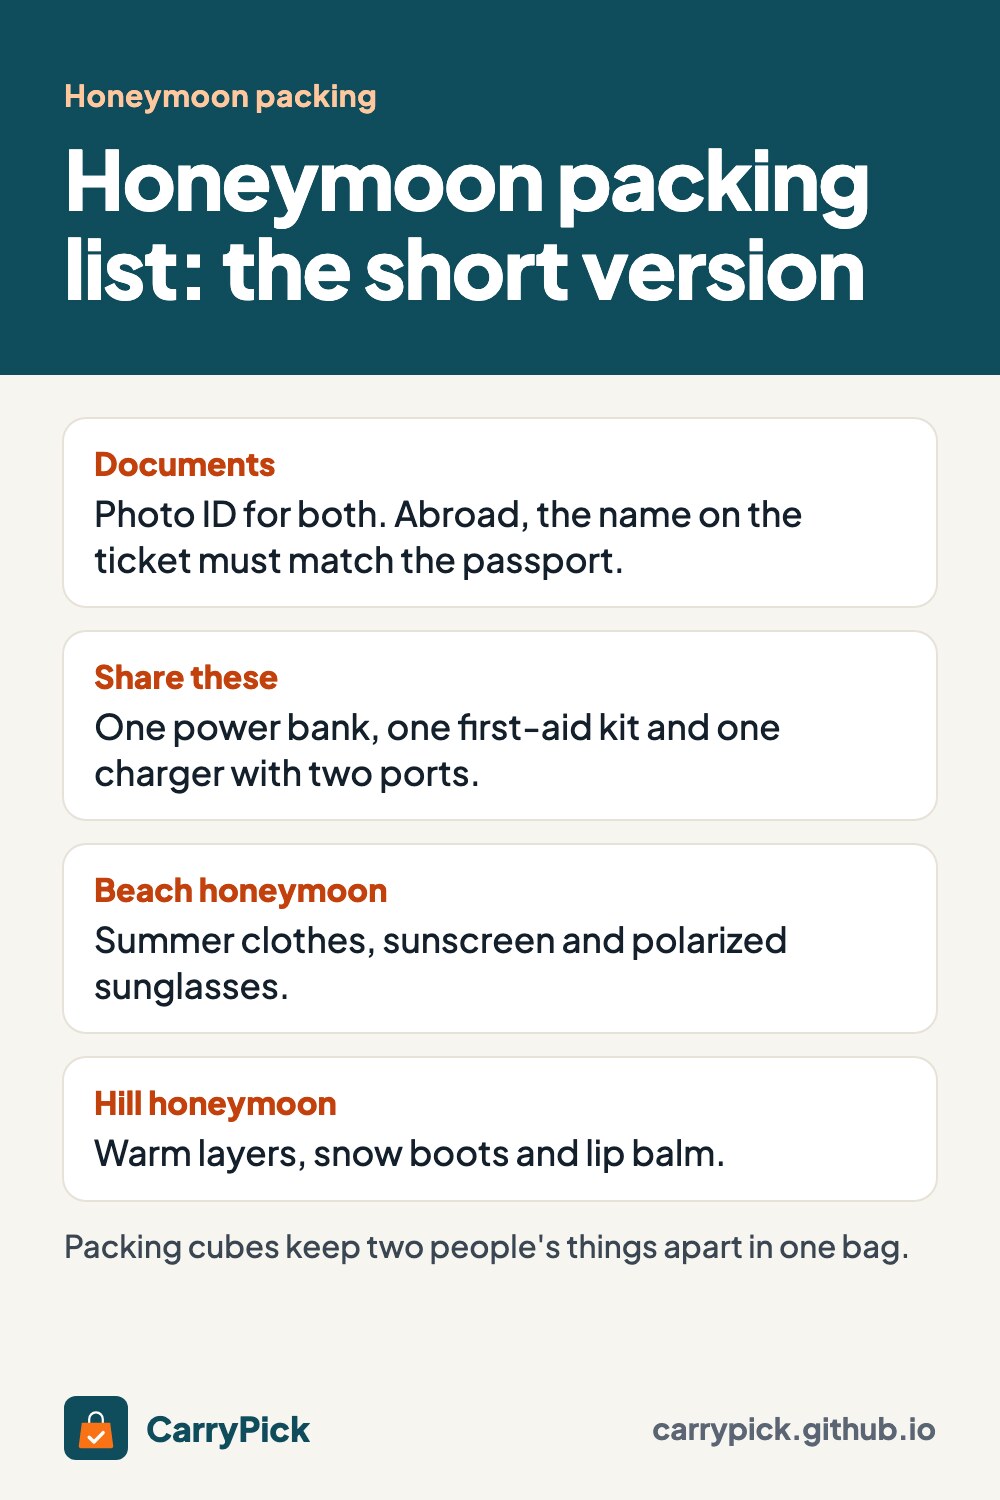 Honeymoon packing
Honeymoon packing
list: the short version
Documents
Photo ID for both. Abroad, the name on the
ticket must match the passport.
Share these
One power bank, one first-aid kit and one
charger with two ports.
Beach honeymoon
Summer clothes, sunscreen and polarized
sunglasses.
Hill honeymoon
Warm layers, snow boots and lip balm.
Packing cubes keep two people's things apart in one bag.
CarryPick
carrypick.github.io